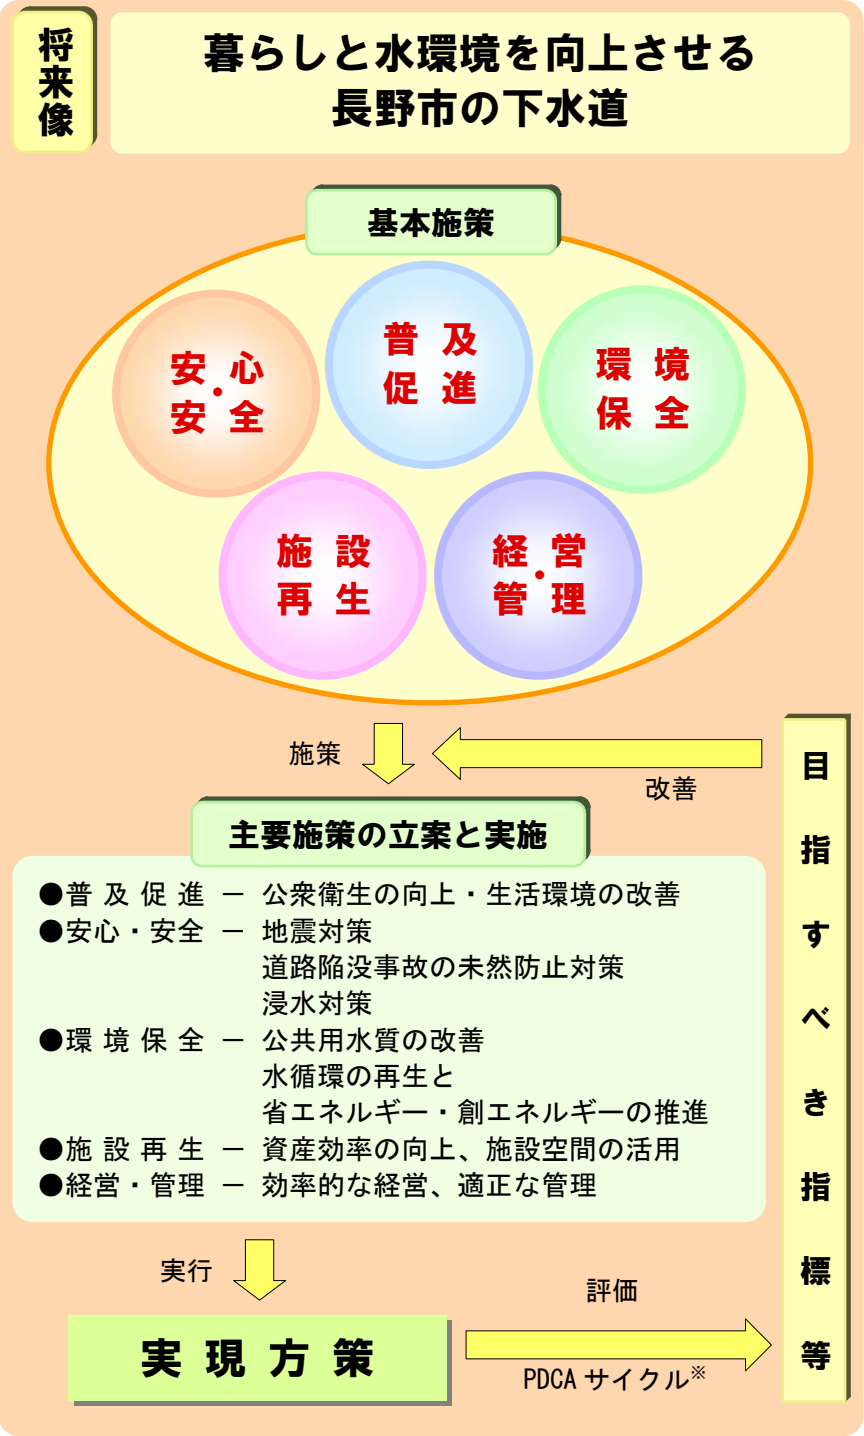 将来像
暮らしと水環境を向上させる
長野市の下水道
基本施策
安心
・
安全
普及
促進
環境
保全
施設
再生
経営
・
管理
施策
改善
目指すべき指標等
主要施策の立案と実施
●普及促進 － 公衆衛生の向上・生活環境の改善
●安心・安全 － 地震対策
道路陥没事故の未然防止対策
浸水対策
●環境保全 － 公共用水質の改善
水循環の再生と
省エネルギー・創エネルギーの推進
●施設再生 － 資産効率の向上、施設空間の活用
●経営・管理 － 効率的な経営、適正な管理
実行
実現方策
評価
PDCAサイクル※